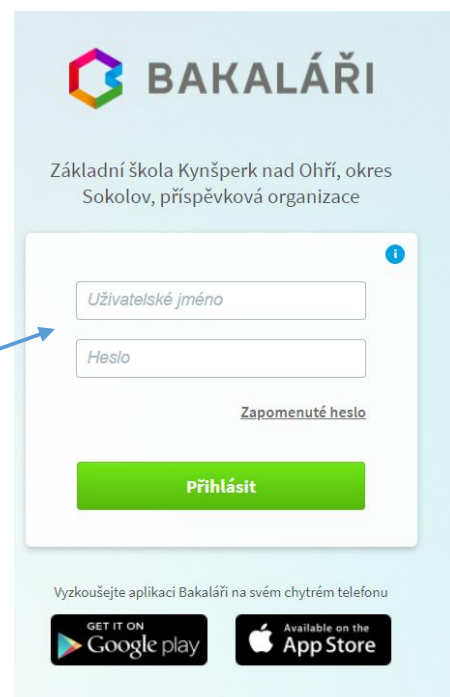 BAKALÁŘI
Základní škola Kynšperk nad Ohří, okres
Sokolov, příspěvková organizace
i
Uživatelské jméno
Heslo
Zapomenuté heslo
Přihlásit
Vyzkoušejte aplikaci Bakaláři na svém chytrém telefonu
GET IT ON
Google play
Available on the
App Store